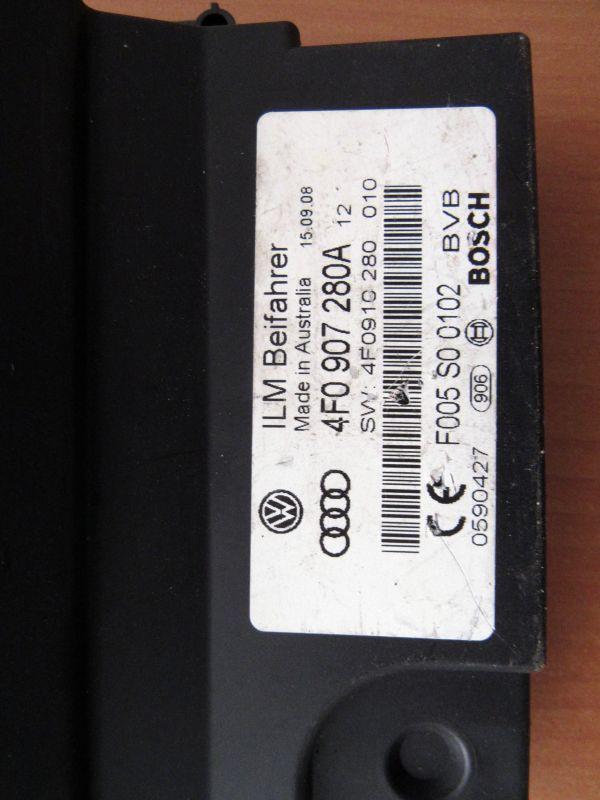 ILM Beifahrer
Made in Australia 15.09.08
4F0 907 280A 12
SW: 4F0910 280 010
F005 S0 0102 BVB
0590427 906 BOSCH